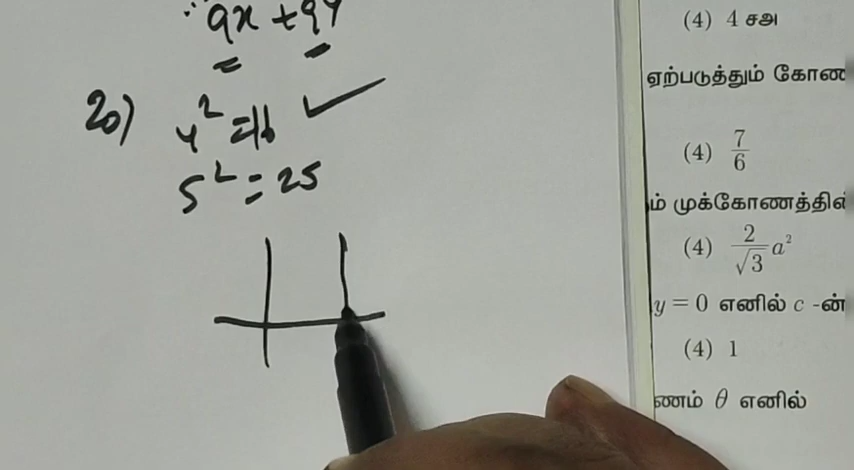 ∴ 9x + 9y
20) 4² = 16 ✓
5² = 25
(4) 4 சஅ
ஏற்படுத்தும் கோண
(4) 7/6
ம் முக்கோணத்தின்
(4) 2/√3 a²
y = 0 எனில் c -ன்
(4) 1
ணம் θ எனில்